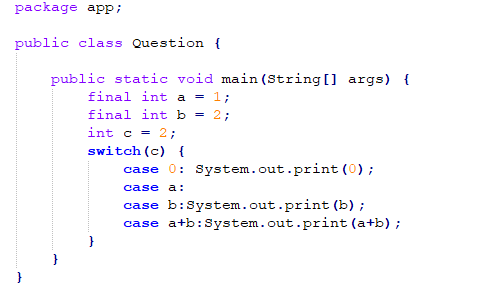 package app;
public class Question {
public static void main(String[] args) {
final int a = 1;
final int b = 2;
int c = 2;
switch(c) {
case 0: System.out.print(0);
case a:
case b:System.out.print(b);
case a+b:System.out.print(a+b);
}
}
}